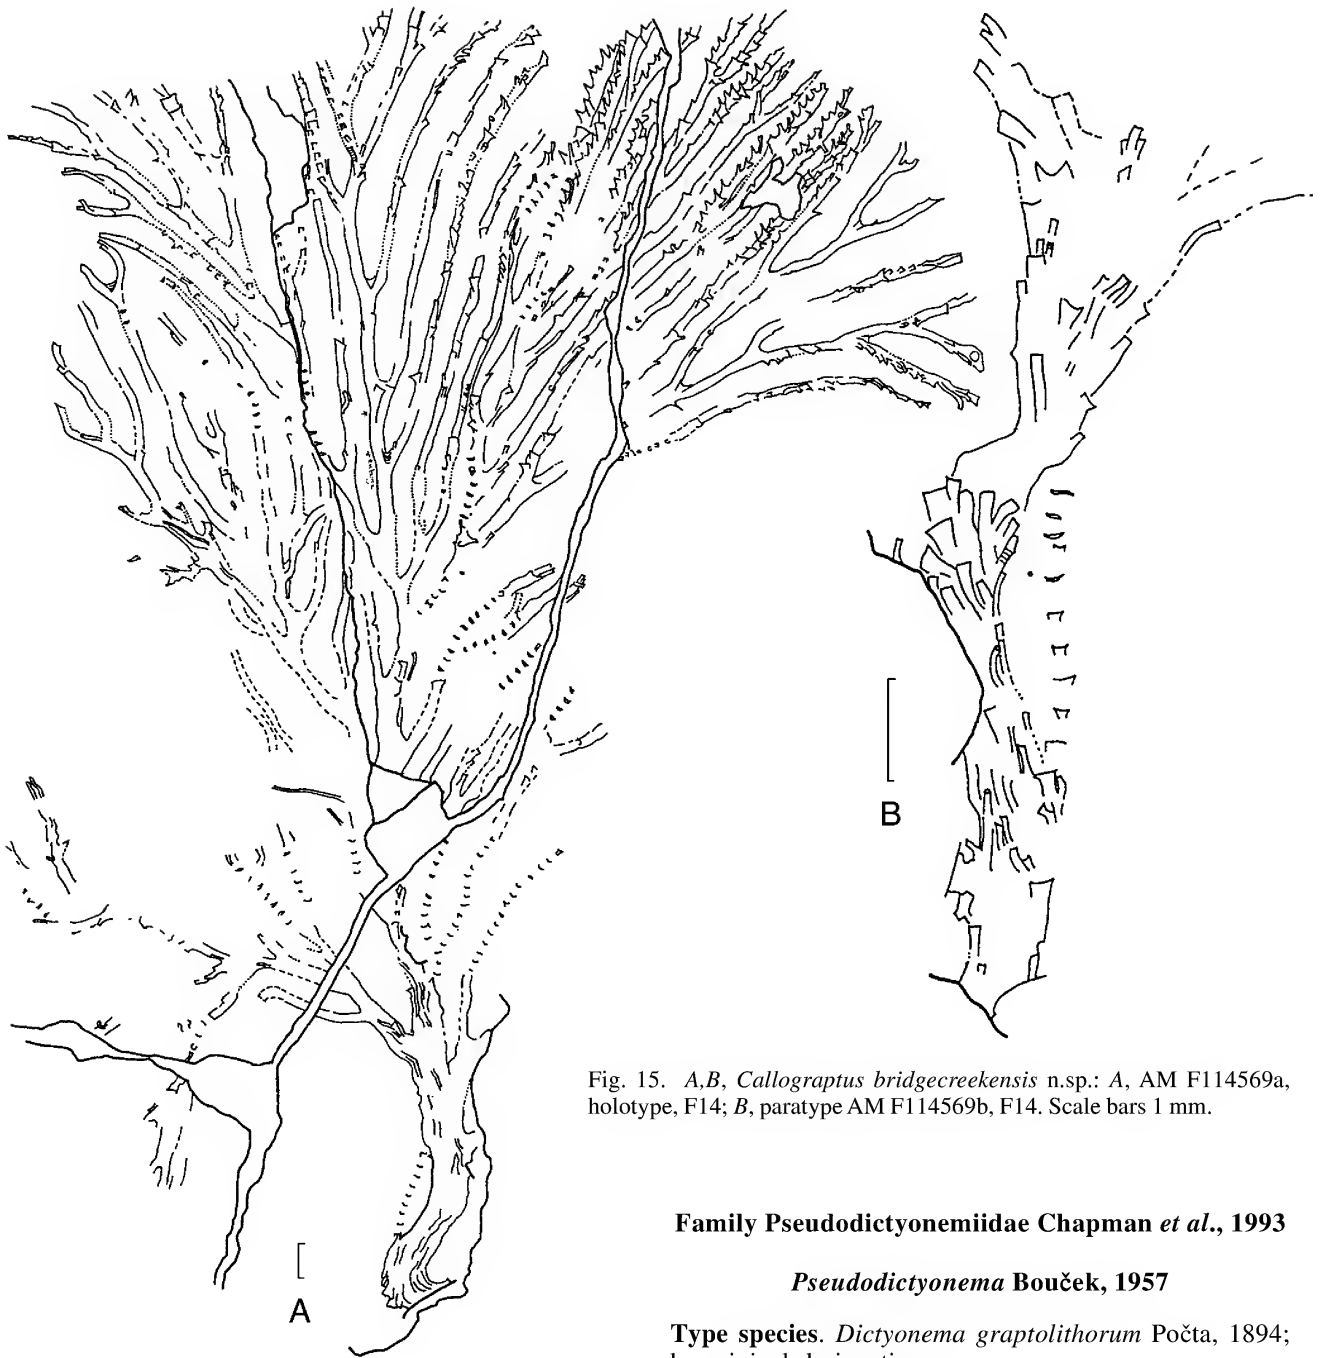 B
Fig. 15. A,B, Callograptus bridgecreekensis n.sp.: A, AM F114569a,
holotype, F14; B, paratype AM F114569b, F14. Scale bars 1 mm.
A
Family Pseudodictyonemiidae Chapman et al., 1993
Pseudodictyonema Bouček, 1957
Type species. Dictyonema graptolithorum Počta, 1894;